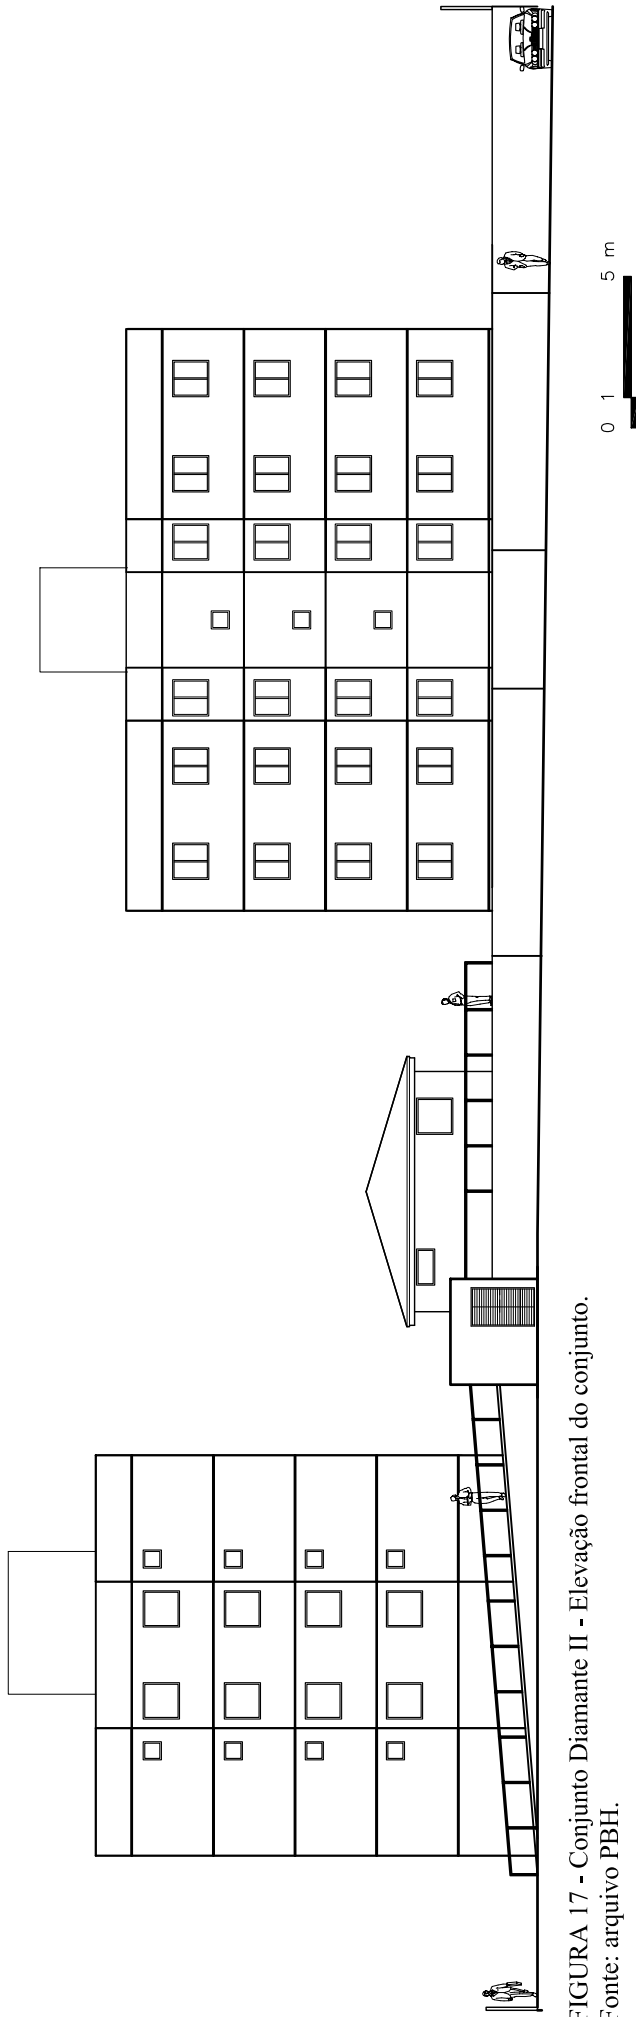 0 1 5 m
FIGURA 17 - Conjunto Diamante II - Elevação frontal do conjunto.
Fonte: arquivo PBH.